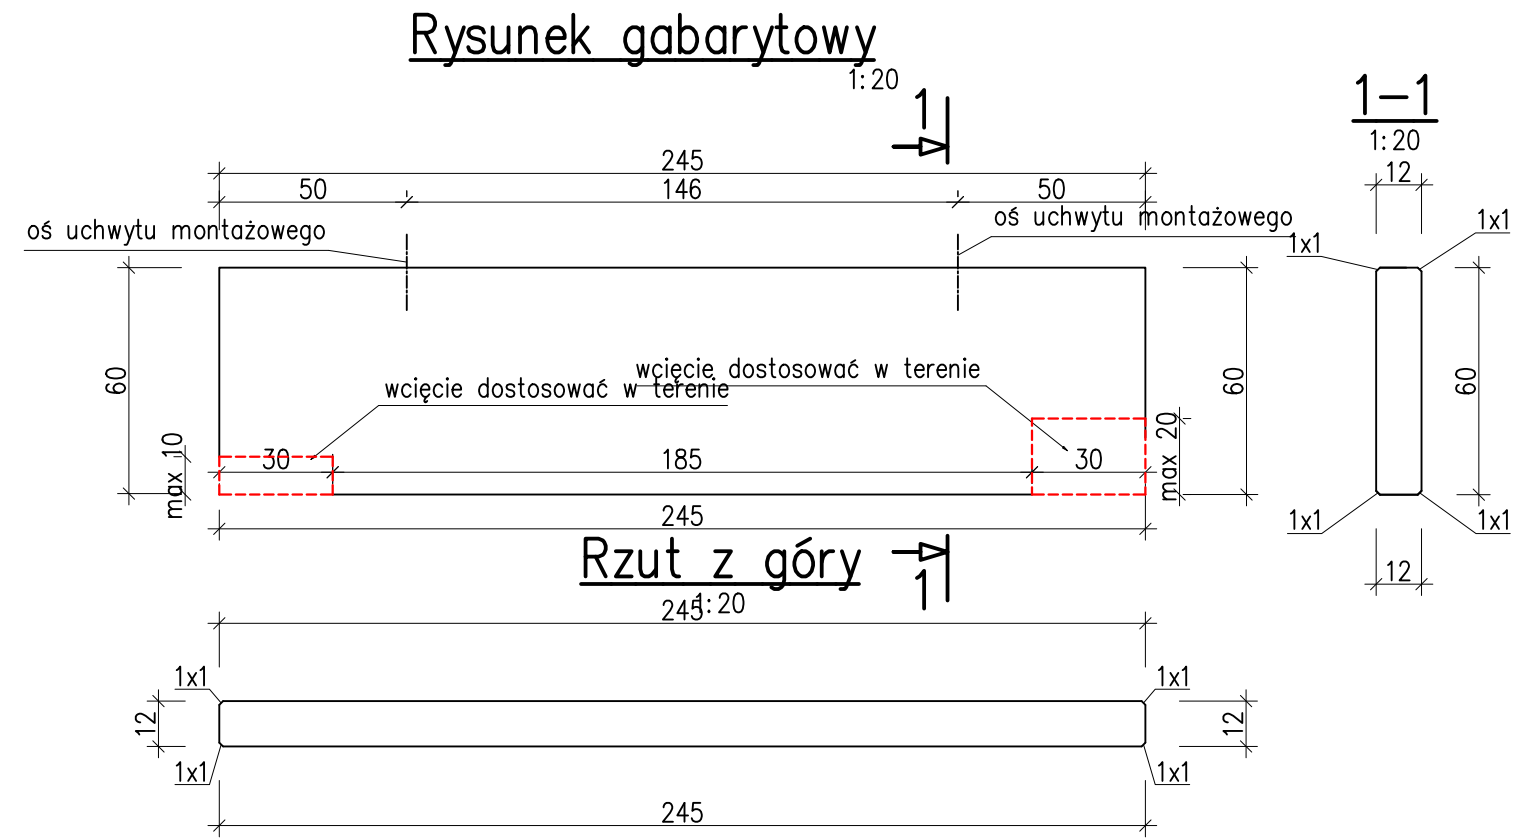 Rysunek gabarytowy
1:20
1
1-1
1:20
245
12
50
146
50
oś uchwytu montażowego
oś uchwytu montażowego
1x1
1x1
60
60
60
wcięcie dostosować w terenie
wcięcie dostosować w terenie
max 10
30
185
30
max 20
245
1x1
1x1
Rzut z góry
1:20
1
12
245
1x1
1x1
12
12
1x1
1x1
245